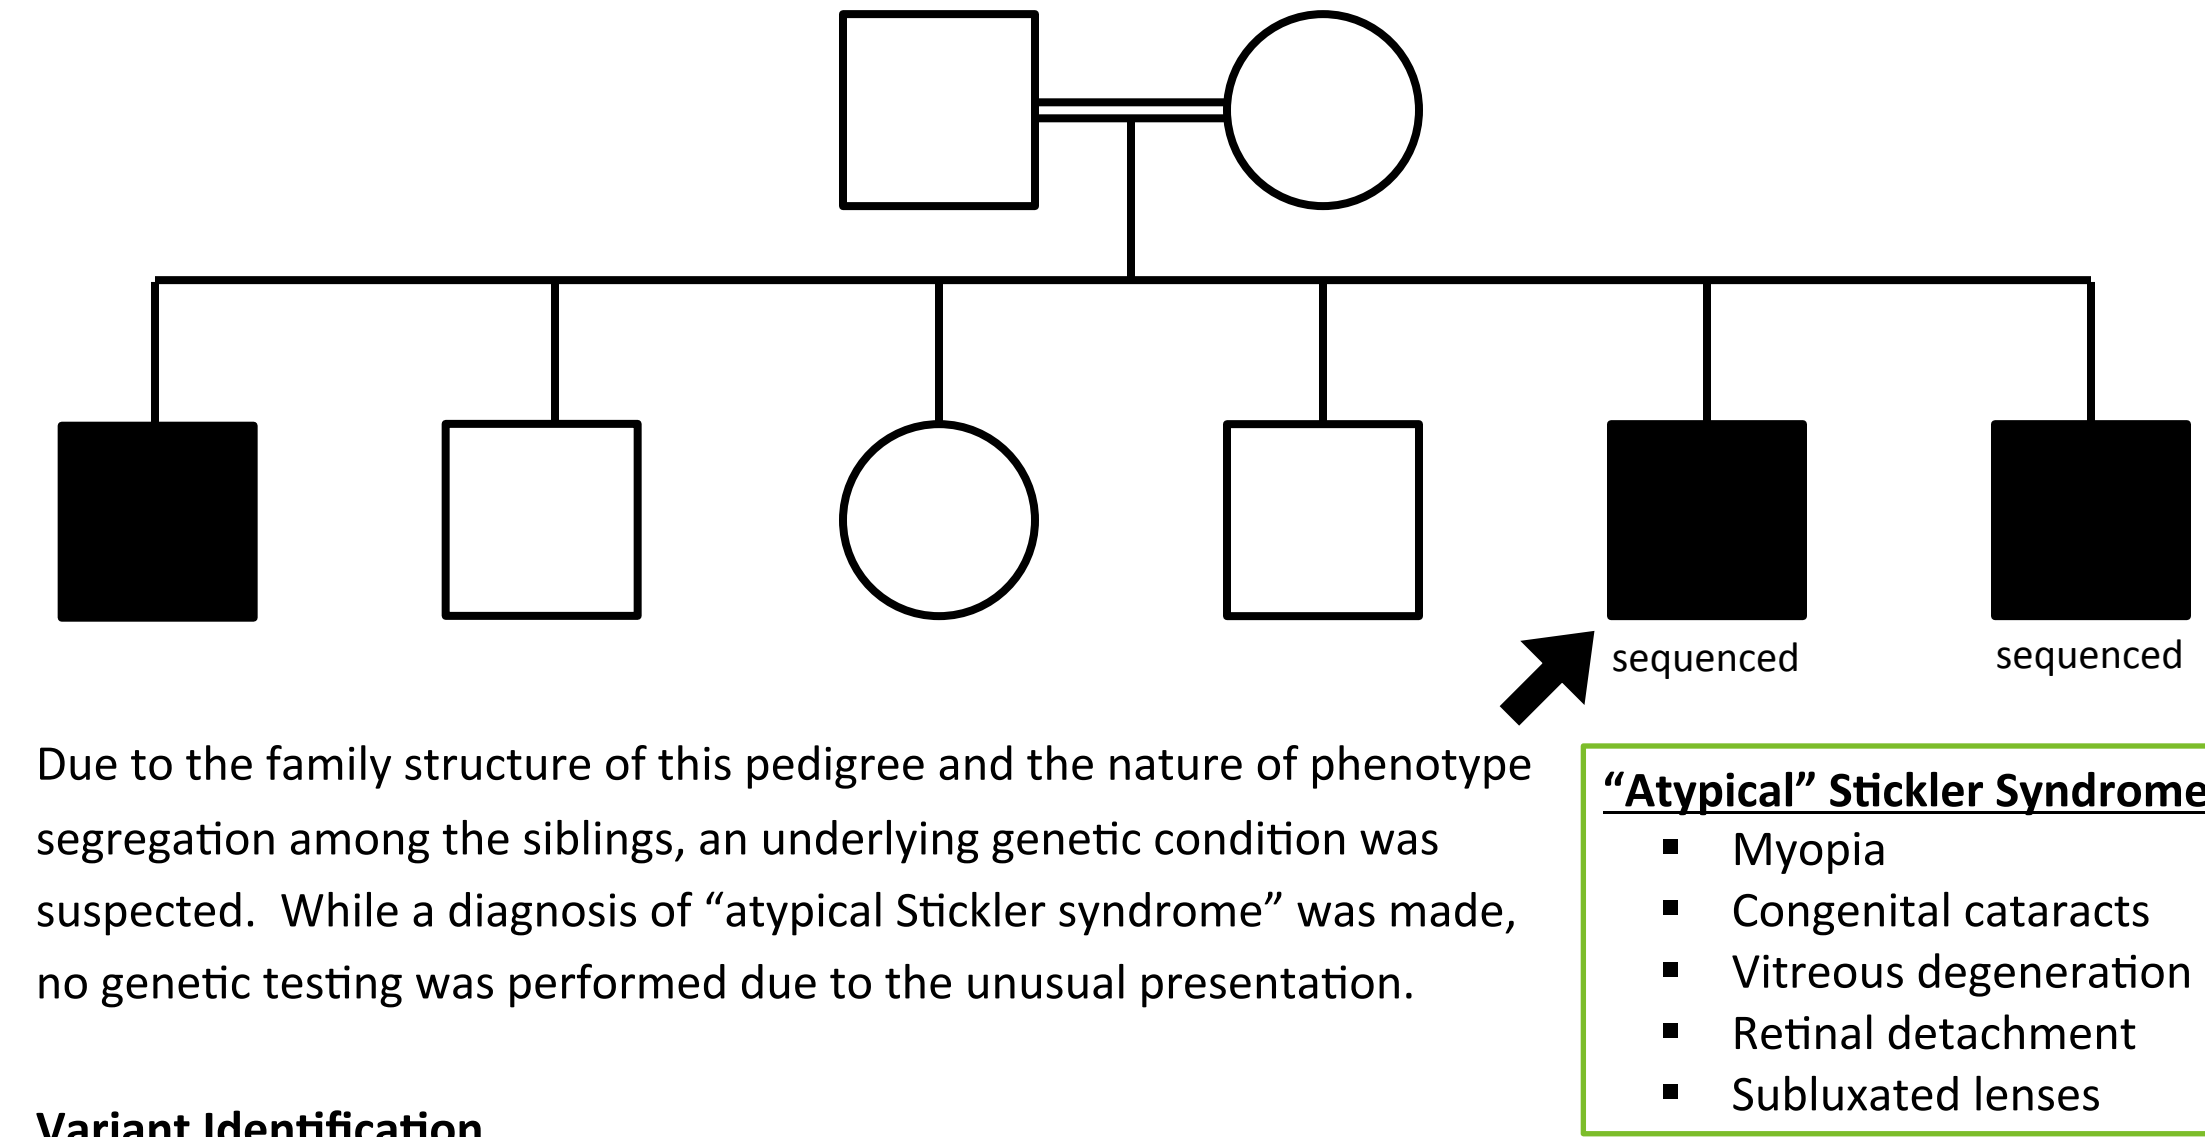 sequenced
sequenced
Due to the family structure of this pedigree and the nature of phenotype
segregation among the siblings, an underlying genetic condition was
suspected.  While a diagnosis of “atypical Stickler syndrome” was made,
no genetic testing was performed due to the unusual presentation.
“Atypical” Stickler Syndrome
▪ Myopia
▪ Congenital cataracts
▪ Vitreous degeneration
▪ Retinal detachment
▪ Subluxated lenses
Variant Identification